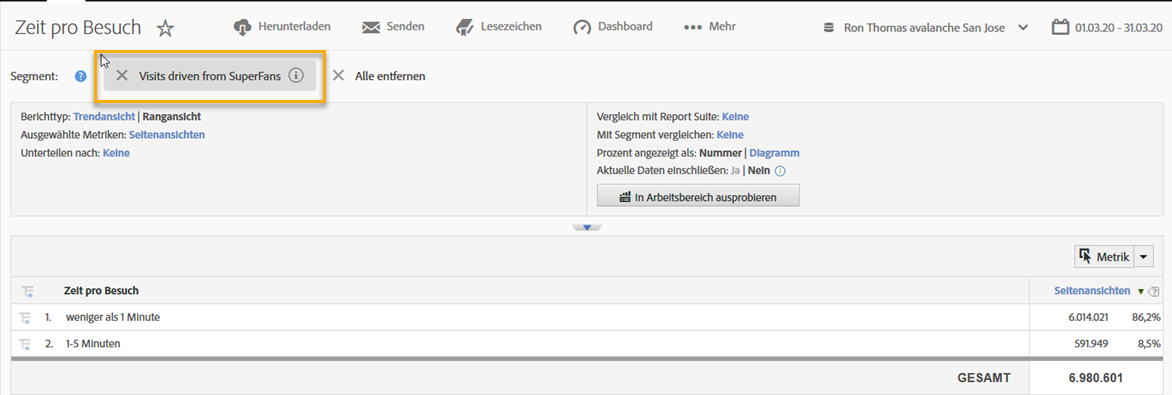 Zeit pro Besuch Herunterladen Senden Lesezeichen Dashboard Mehr Ron Thomas avalanche San Jose 01.03.20 - 31.03.20
Segment: ? Visits driven from SuperFans i Alle entfernen
Berichttyp: Trendansicht | Rangansicht
Ausgewählte Metriken: Seitenansichten
Unterteilen nach: Keine
Vergleich mit Report Suite: Keine
Mit Segment vergleichen: Keine
Prozent angezeigt als: Nummer | Diagramm
Aktuelle Daten einschließen: Ja | Nein i
In Arbeitsbereich ausprobieren
Metrik
Zeit pro Besuch Seitenansichten ?
1. weniger als 1 Minute 6.014.021 86,2%
2. 1-5 Minuten 591.949 8,5%
GESAMT 6.980.601